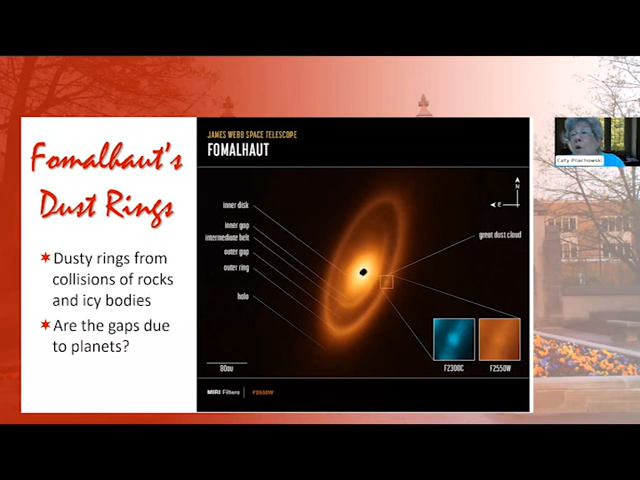 Fomalhaut's
Dust Rings
Dusty rings from
collisions of rocks
and icy bodies
Are the gaps due
to planets?
JAMES WEBB SPACE TELESCOPE
FOMALHAUT
inner disk
inner gap
intermediate belt
outer gap
outer ring
halo
N
E
great dust cloud
80au
F2300C
F2550W
MIRI Filters
F2550W
Caty Pilachowski